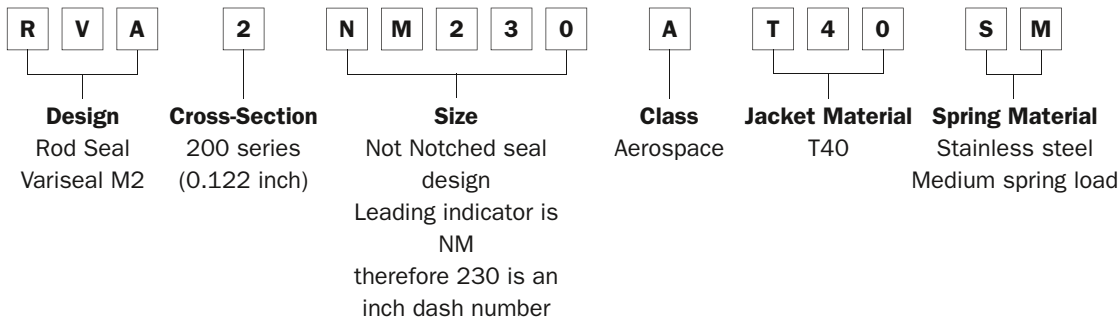 R V A 2 N M 2 3 0 A T 4 0 S M
Design Cross-Section Size Class Jacket Material Spring Material
Rod Seal 200 series Not Notched seal Aerospace T40 Stainless steel
Variseal M2 (0.122 inch) design Medium spring load
Leading indicator is
NM
therefore 230 is an
inch dash number